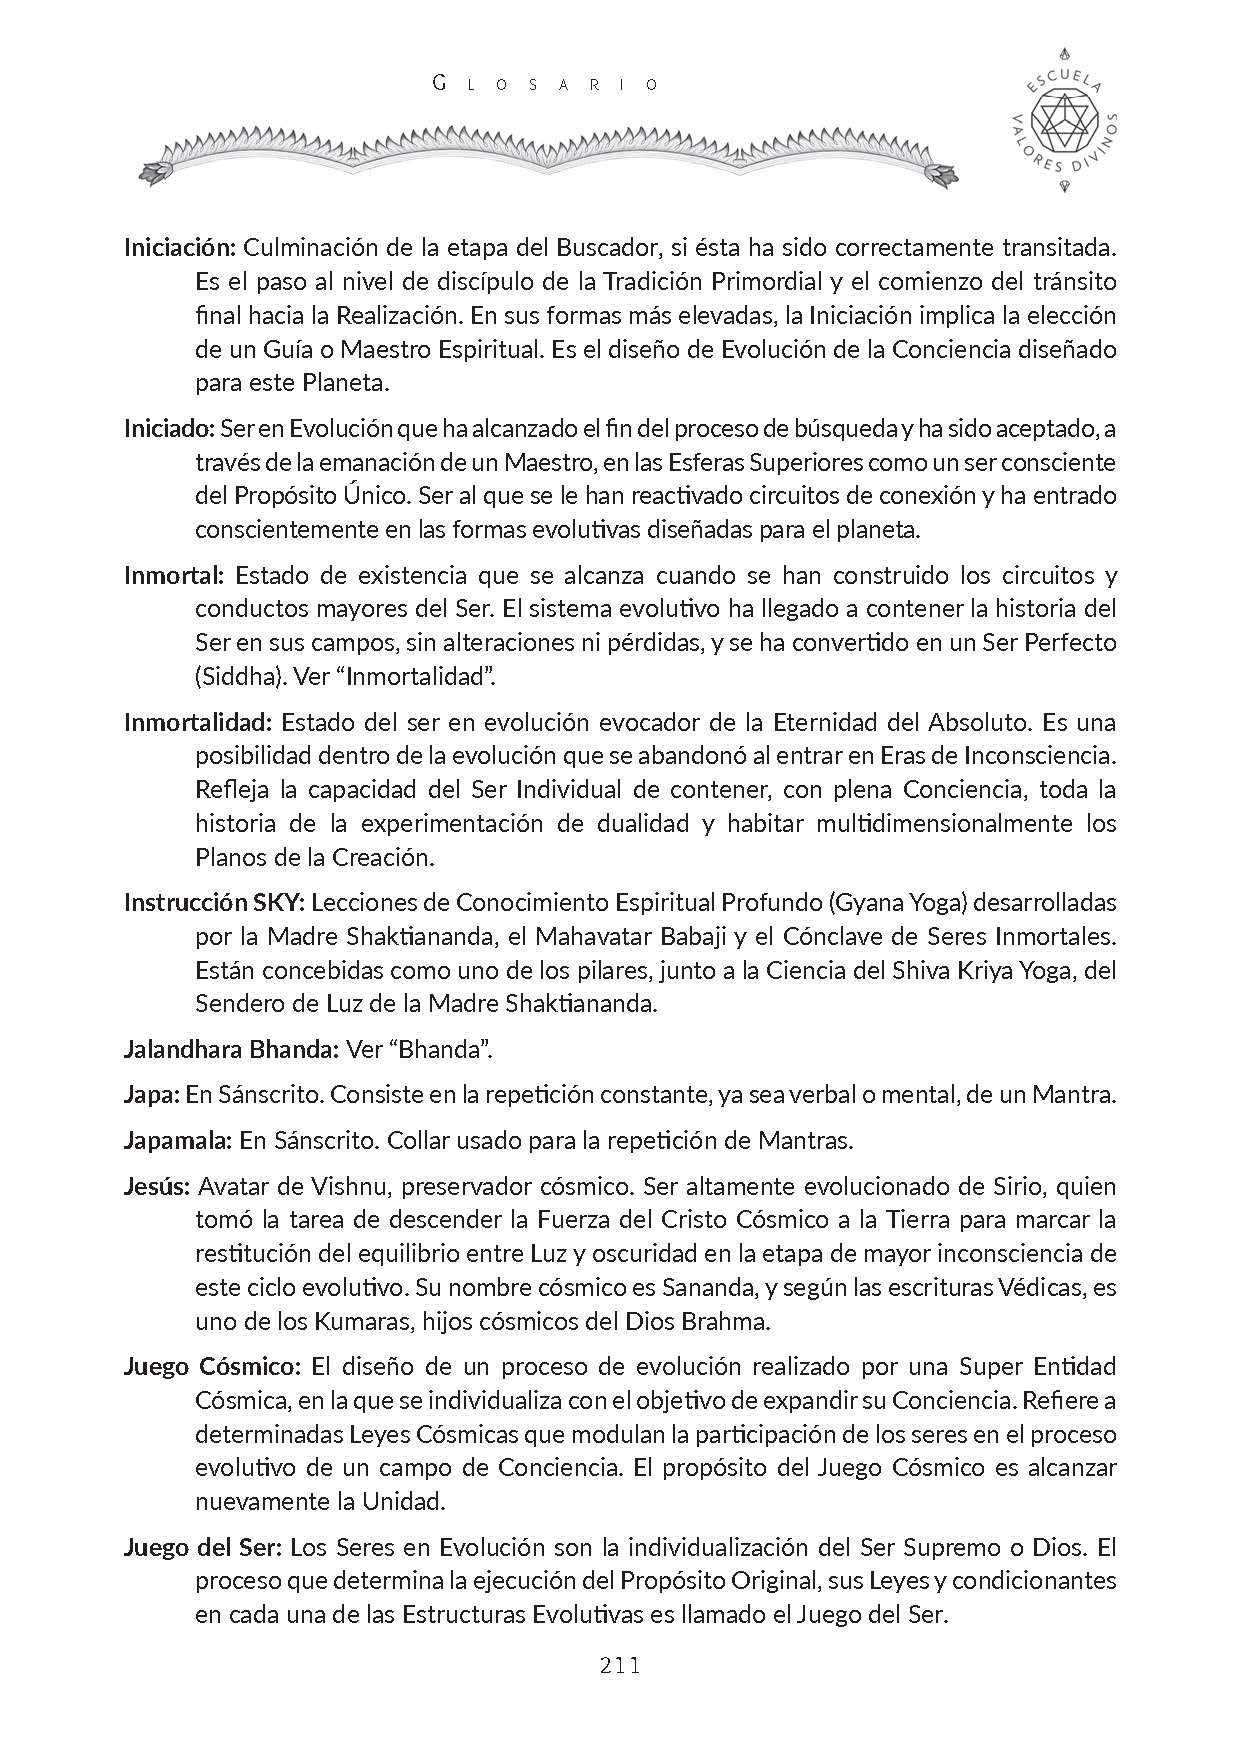 Glosario
ESCUELA
VALORES DIVINOS
Iniciación: Culminación de la etapa del Buscador, si ésta ha sido correctamente transitada.
Es el paso al nivel de discípulo de la Tradición Primordial y el comienzo del tránsito
final hacia la Realización. En sus formas más elevadas, la Iniciación implica la elección
de un Guía o Maestro Espiritual. Es el diseño de Evolución de la Conciencia diseñado
para este Planeta.
Iniciado: Ser en Evolución que ha alcanzado el fin del proceso de búsqueda y ha sido aceptado, a
través de la emanación de un Maestro, en las Esferas Superiores como un ser consciente
del Propósito Único. Ser al que se le han reactivado circuitos de conexión y ha entrado
conscientemente en las formas evolutivas diseñadas para el planeta.
Inmortal: Estado de existencia que se alcanza cuando se han construido los circuitos y
conductos mayores del Ser. El sistema evolutivo ha llegado a contener la historia del
Ser en sus campos, sin alteraciones ni pérdidas, y se ha convertido en un Ser Perfecto
(Siddha). Ver “Inmortalidad”.
Inmortalidad: Estado del ser en evolución evocador de la Eternidad del Absoluto. Es una
posibilidad dentro de la evolución que se abandonó al entrar en Eras de Inconsciencia.
Refleja la capacidad del Ser Individual de contener, con plena Conciencia, toda la
historia de la experimentación de dualidad y habitar multidimensionalmente los
Planos de la Creación.
Instrucción SKY: Lecciones de Conocimiento Espiritual Profundo (Gyana Yoga) desarrolladas
por la Madre Shaktiananda, el Mahavatar Babaji y el Cónclave de Seres Inmortales.
Están concebidas como uno de los pilares, junto a la Ciencia del Shiva Kriya Yoga, del
Sendero de Luz de la Madre Shaktiananda.
Jalandhara Bhanda: Ver “Bhanda”.
Japa: En Sánscrito. Consiste en la repetición constante, ya sea verbal o mental, de un Mantra.
Japamala: En Sánscrito. Collar usado para la repetición de Mantras.
Jesús: Avatar de Vishnu, preservador cósmico. Ser altamente evolucionado de Sirio, quien
tomó la tarea de descender la Fuerza del Cristo Cósmico a la Tierra para marcar la
restitución del equilibrio entre Luz y oscuridad en la etapa de mayor inconsciencia de
este ciclo evolutivo. Su nombre cósmico es Sananda, y según las escrituras Védicas, es
uno de los Kumaras, hijos cósmicos del Dios Brahma.
Juego Cósmico: El diseño de un proceso de evolución realizado por una Super Entidad
Cósmica, en la que se individualiza con el objetivo de expandir su Conciencia. Refiere a
determinadas Leyes Cósmicas que modulan la participación de los seres en el proceso
evolutivo de un campo de Conciencia. El propósito del Juego Cósmico es alcanzar
nuevamente la Unidad.
Juego del Ser: Los Seres en Evolución son la individualización del Ser Supremo o Dios. El
proceso que determina la ejecución del Propósito Original, sus Leyes y condicionantes
en cada una de las Estructuras Evolutivas es llamado el Juego del Ser.
211